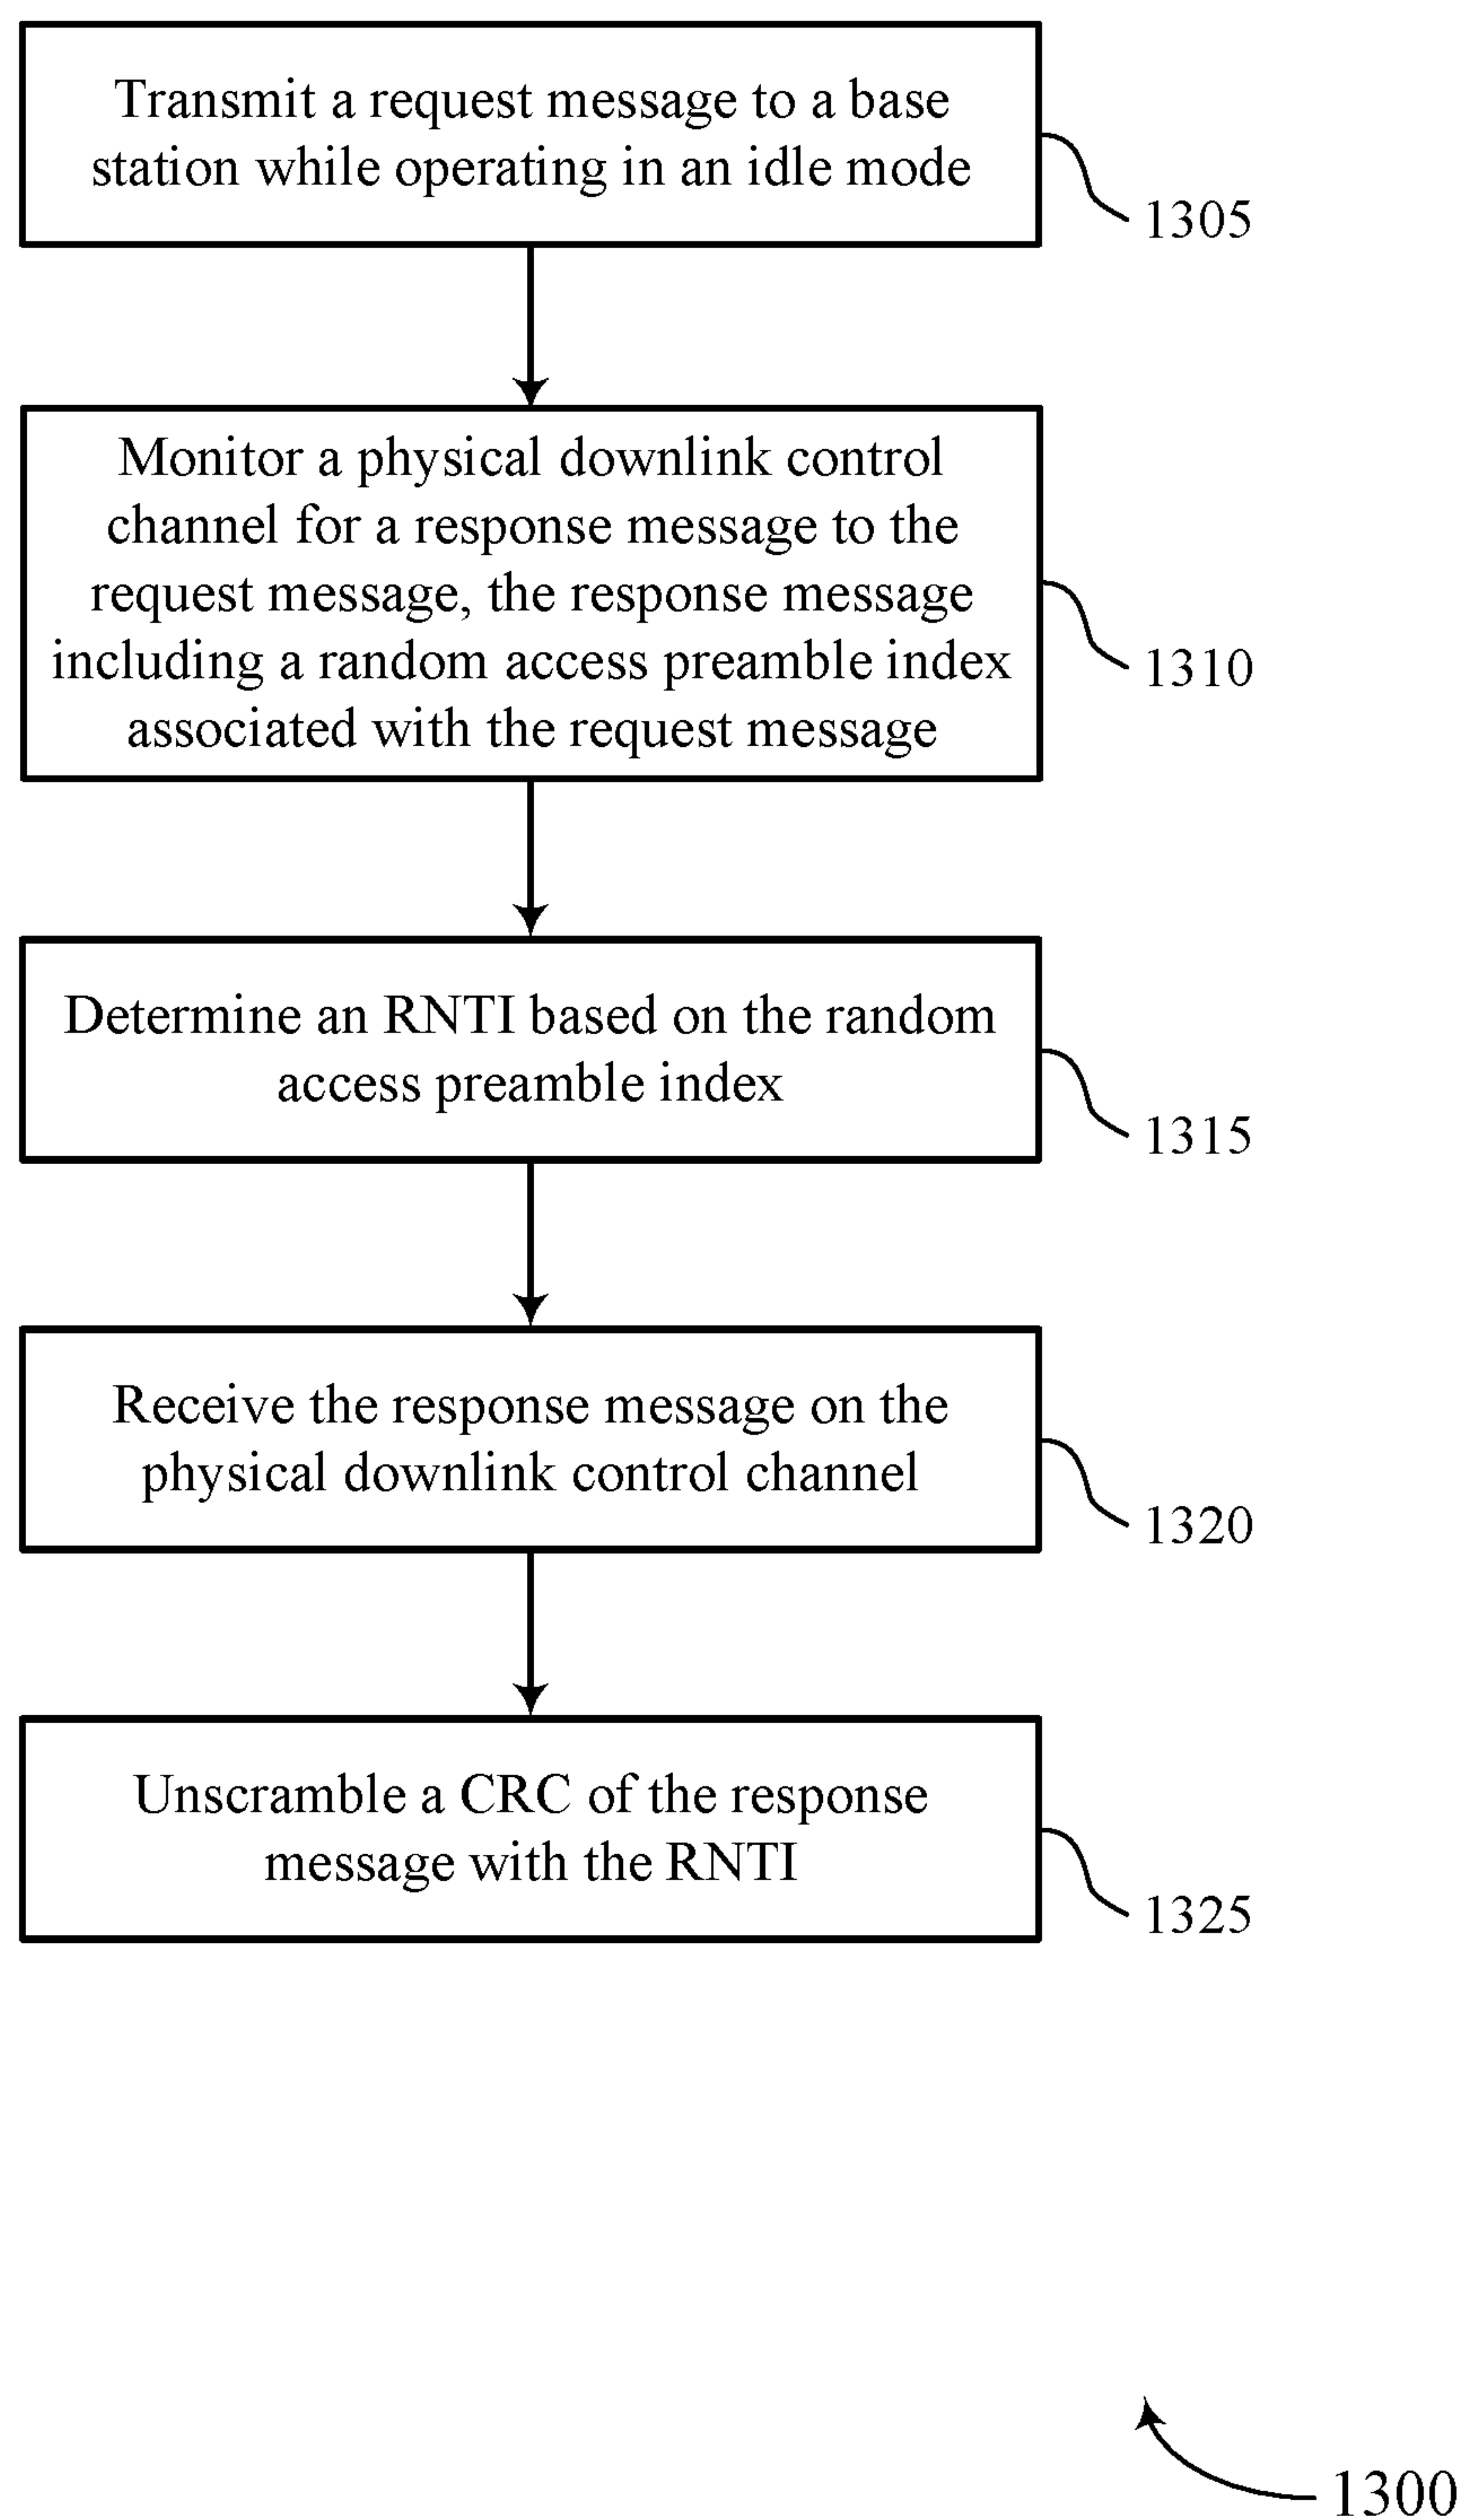 Transmit a request message to a base
station while operating in an idle mode
1305
Monitor a physical downlink control
channel for a response message to the
request message, the response message
including a random access preamble index
associated with the request message
1310
Determine an RNTI based on the random
access preamble index
1315
Receive the response message on the
physical downlink control channel
1320
Unscramble a CRC of the response
message with the RNTI
1325
1300